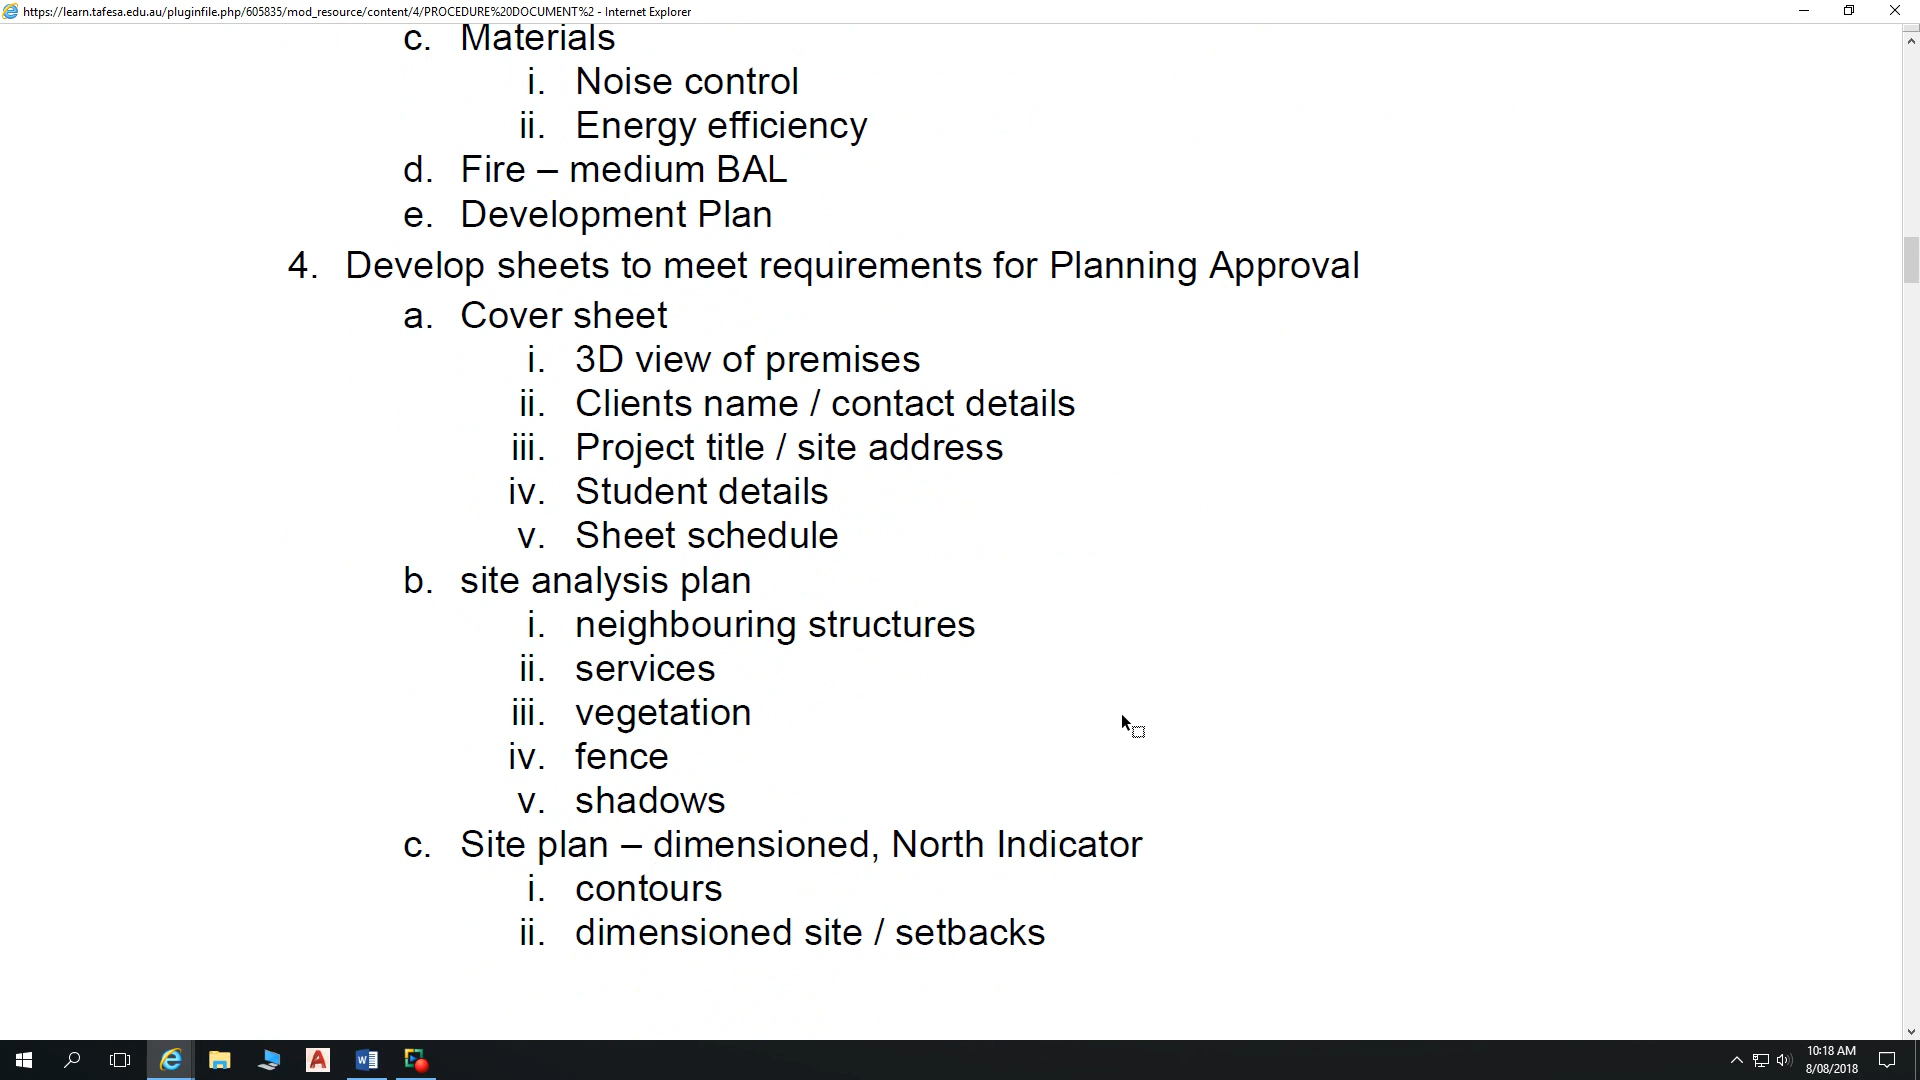 https://learn.tafesa.edu.au/pluginfile.php/605835/mod_resource/content/4/PROCEDURE%20DOCUMENT%2 - Internet Explorer
c. Materials
i. Noise control
ii. Energy efficiency
d. Fire – medium BAL
e. Development Plan
4. Develop sheets to meet requirements for Planning Approval
a. Cover sheet
i. 3D view of premises
ii. Clients name / contact details
iii. Project title / site address
iv. Student details
v. Sheet schedule
b. site analysis plan
i. neighbouring structures
ii. services
iii. vegetation
iv. fence
v. shadows
c. Site plan – dimensioned, North Indicator
i. contours
ii. dimensioned site / setbacks
10:18 AM
8/08/2018